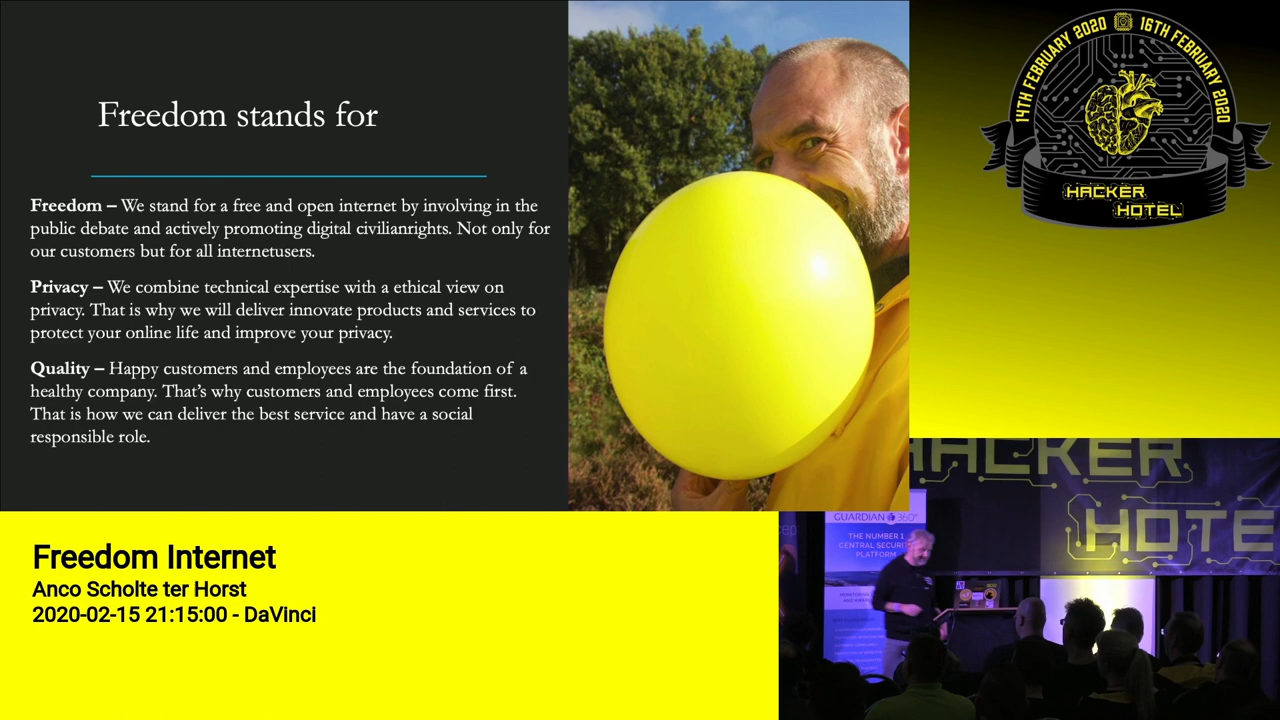 Freedom stands for
Freedom – We stand for a free and open internet by involving in the
public debate and actively promoting digital civilianrights. Not only for
our customers but for all internetusers.
Privacy – We combine technical expertise with a ethical view on
privacy. That is why we will deliver innovate products and services to
protect your online life and improve your privacy.
Quality – Happy customers and employees are the foundation of a
healthy company. That’s why customers and employees come first.
That is how we can deliver the best service and have a social
responsible role.
14TH FEBRUARY 2020 16TH FEBRUARY 2020
HACKER
HOTEL
Freedom Internet
Anco Scholte ter Horst
2020-02-15 21:15:00 - DaVinci
HACKER
HOTE
GUARDIAN 360°
THE NUMBER 1
CENTRAL SECURI
PLATFORM